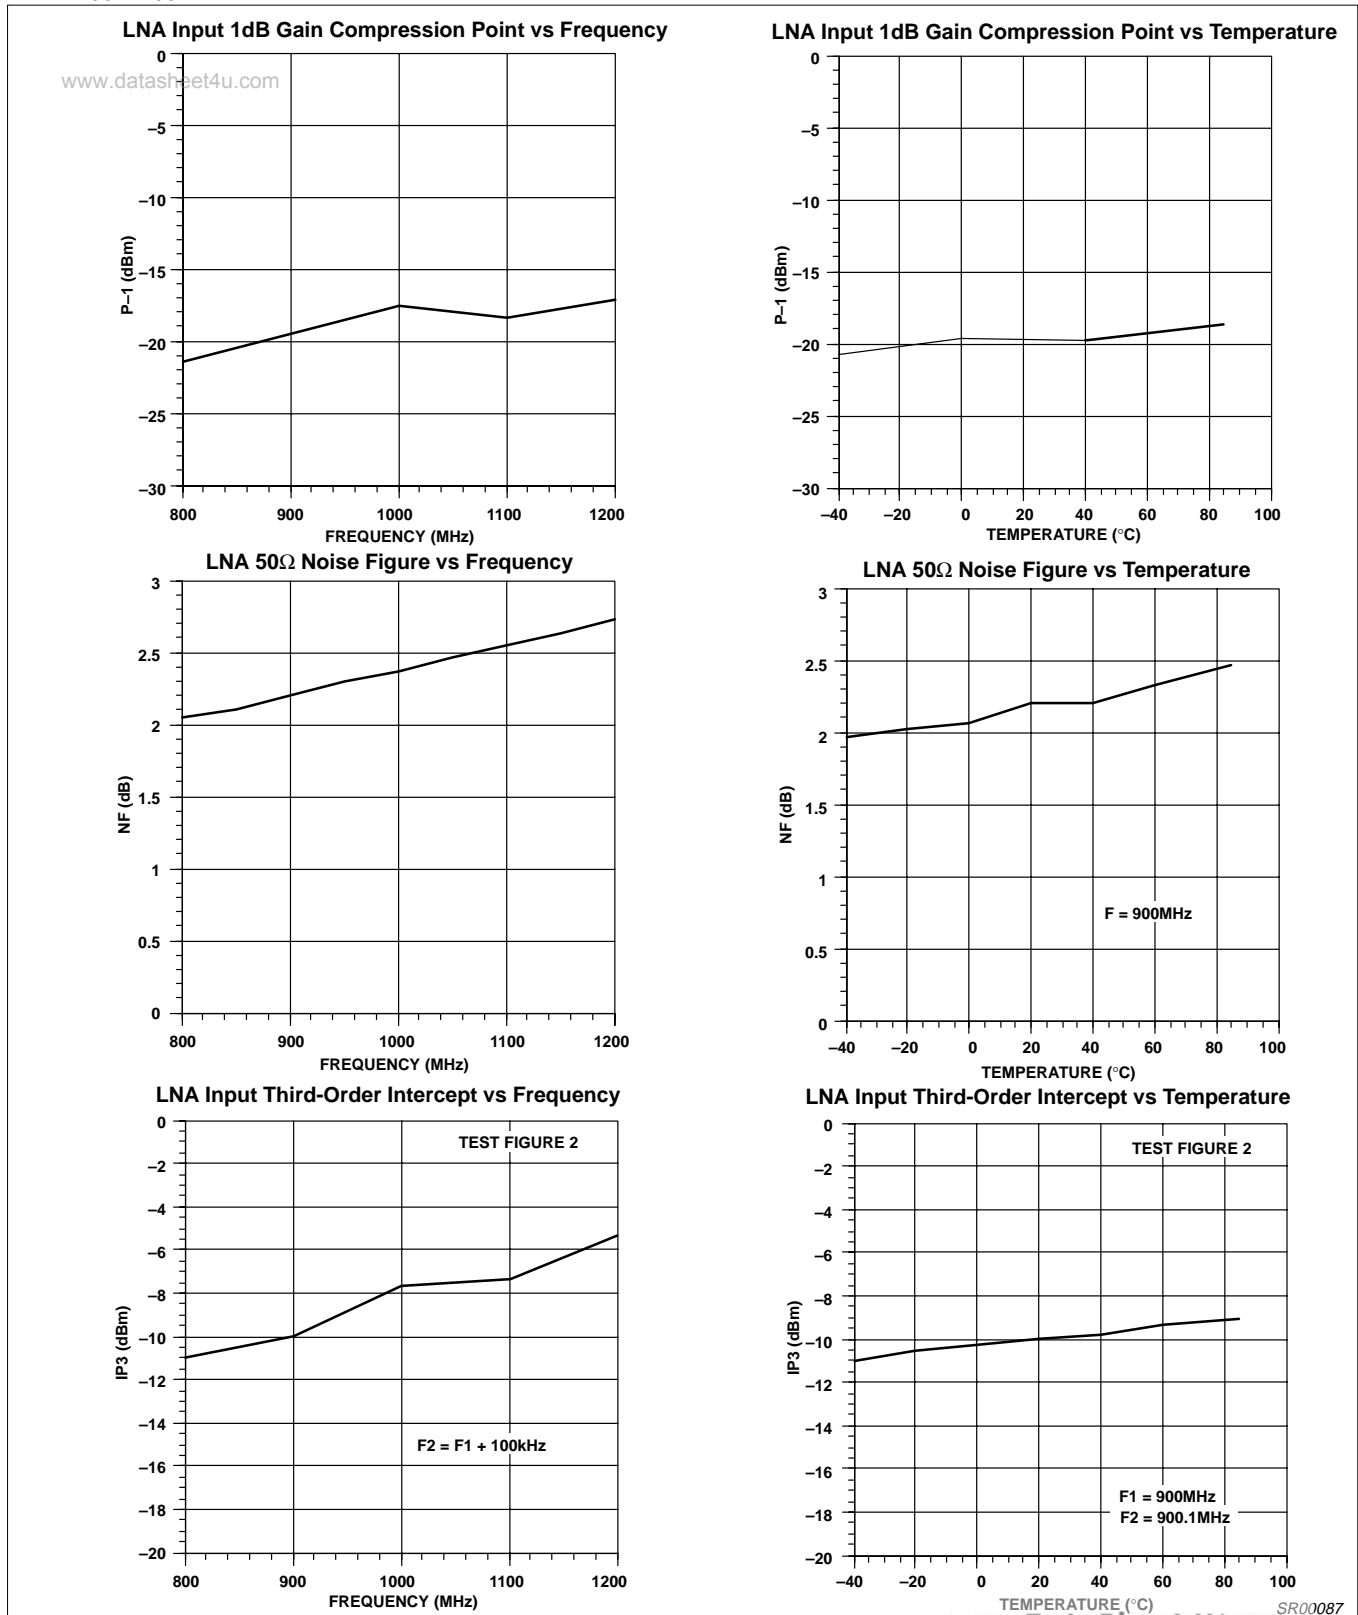 LNA Input 1dB Gain Compression Point vs Frequency
www.datasheet4u.com
0
–5
–10
–15
–20
–25
–30
P–1 (dBm)
800 900 1000 1100 1200
FREQUENCY (MHz)
LNA Input 1dB Gain Compression Point vs Temperature
0
–5
–10
–15
–20
–25
–30
P–1 (dBm)
–40 –20 0 20 40 60 80 100
TEMPERATURE (°C)
LNA 50Ω Noise Figure vs Frequency
3
2.5
2
1.5
1
0.5
0
NF (dB)
800 900 1000 1100 1200
FREQUENCY (MHz)
LNA 50Ω Noise Figure vs Temperature
3
2.5
2
1.5
1
0.5
0
NF (dB)
F = 900MHz
–40 –20 0 20 40 60 80 100
TEMPERATURE (°C)
LNA Input Third-Order Intercept vs Frequency
TEST FIGURE 2
0
–2
–4
–6
–8
–10
–12
–14
–16
–18
–20
IP3 (dBm)
F2 = F1 + 100kHz
800 900 1000 1100 1200
FREQUENCY (MHz)
LNA Input Third-Order Intercept vs Temperature
TEST FIGURE 2
0
–2
–4
–6
–8
–10
–12
–14
–16
–18
–20
IP3 (dBm)
F1 = 900MHz
F2 = 900.1MHz
–40 –20 0 20 40 60 80 100
TEMPERATURE (°C)
SR00087